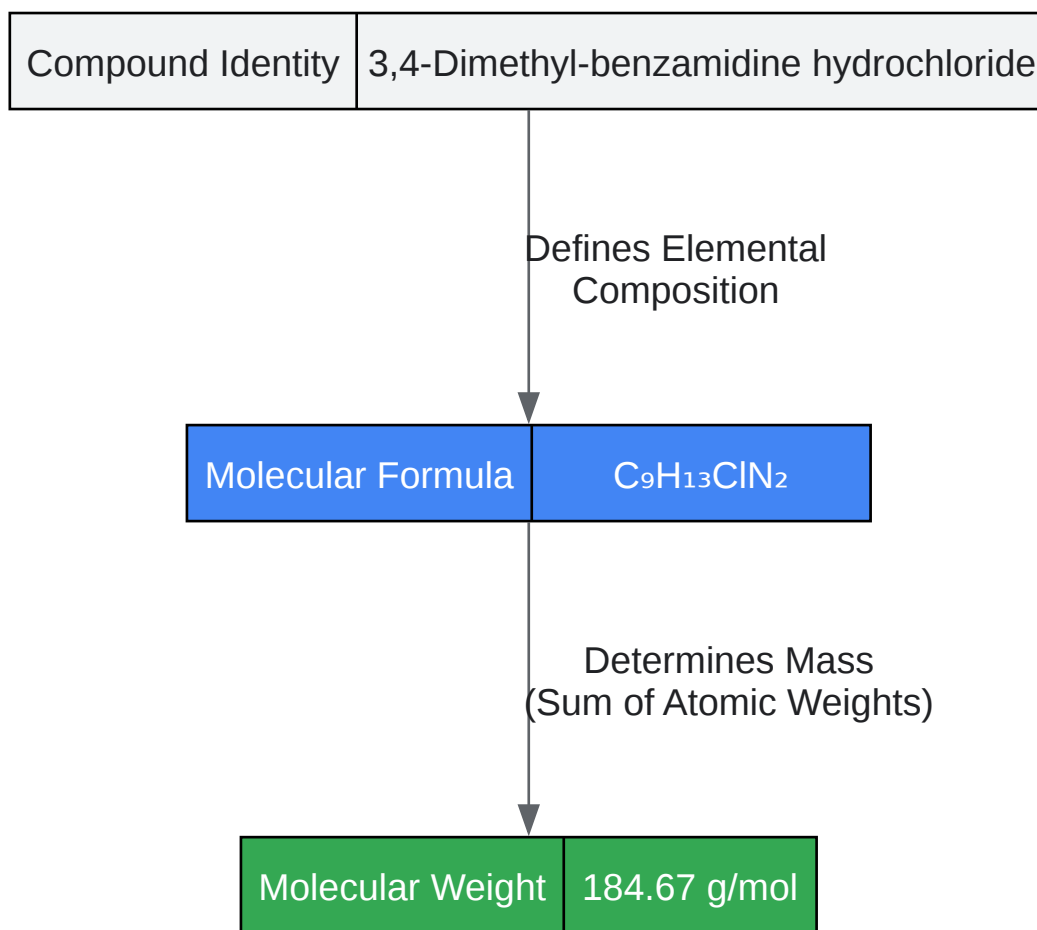 Compound Identity 3,4-Dimethyl-benzamidine hydrochloride
Defines Elemental
Composition
Molecular Formula C₉H₁₃ClN₂
Determines Mass
(Sum of Atomic Weights)
Molecular Weight 184.67 g/mol